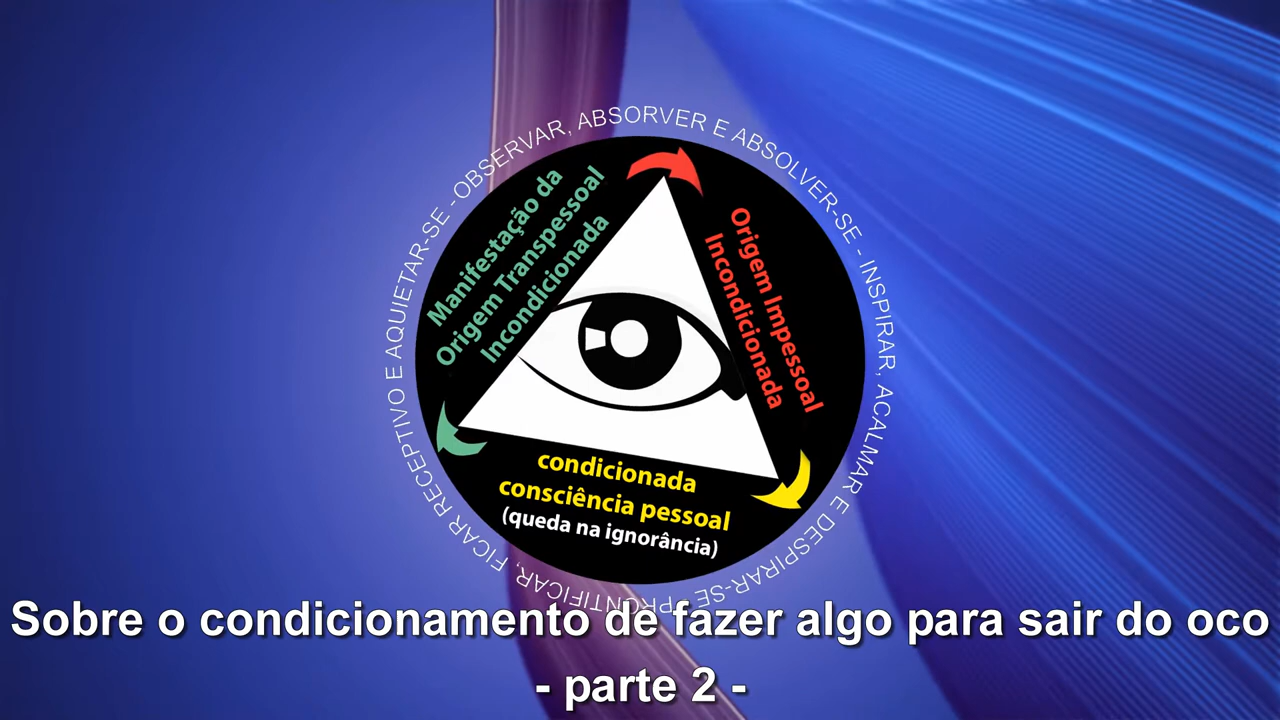 OBSERVAR, ABSORVER E ABSOLVER-SE - INSPIRAR, ACALMAR E DESPIRAR-SE - PRONTIFICAR, FICAR RECEPTIVO E AQUIETAR-SE -
Manifestação da
Origem Transpessoal
Incondicionada
Origem Impessoal
Incondicionada
condicionada
consciência pessoal
(queda na ignorância)
Sobre o condicionamento de fazer algo para sair do oco
- parte 2 -